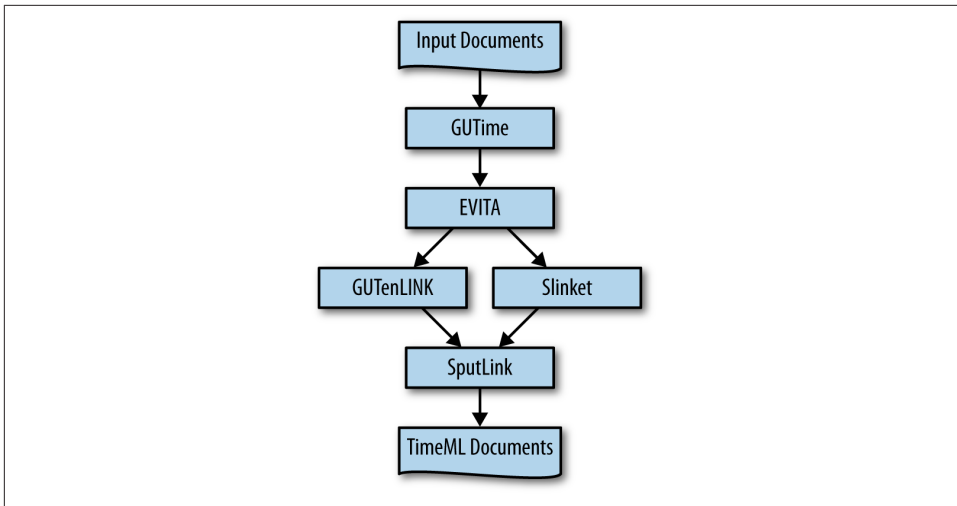 Input Documents
GUTime
EVITA
GUTenLINK
Slinket
SputLink
TimeML Documents